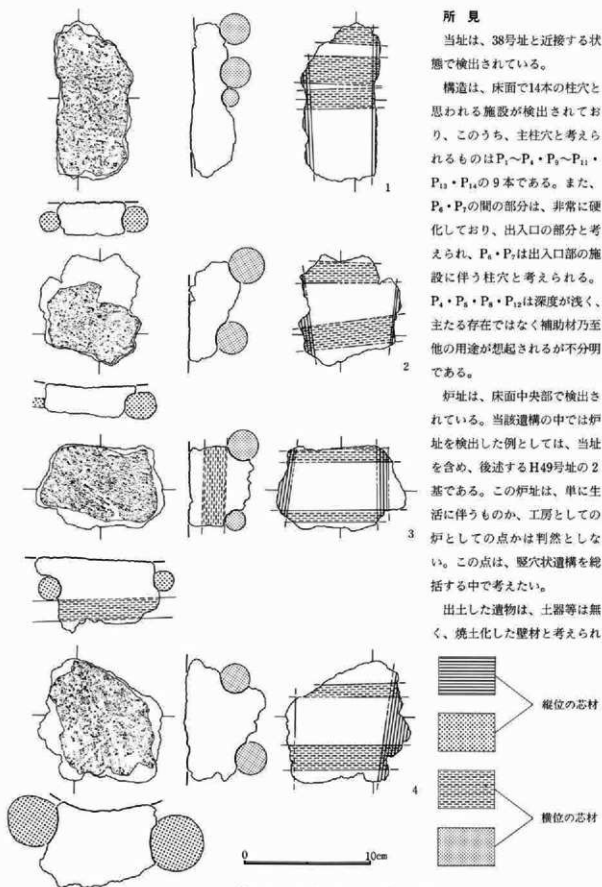 所 見
当址は、38号址と近接する状
態で検出されている。
構造は、床面で14本の柱穴と
思われる施設が検出されてお
り、このうち、主柱穴と考えら
れるものはP₁～P₄・P₉～P₁₁・
P₁₃・P₁₄の9本である。また、
P₆・P₇の間の部分は、非常に硬
化しており、出入口の部分と考
えられ、P₆・P₇は出入口部の施
設に伴う柱穴と考えられる。
P₄・P₅・P₈・P₁₂は深度が浅く、
主たる存在ではなく補助材乃至
他の用途が想起されるが不分明
である。
炉址は、床面中央部で検出さ
れている。当該遺構の中では炉
址を検出した例としては、当址
を含め、後述するH49号址の2
基である。この炉址は、単に生
活に伴うものか、工房としての
炉としての点かは判然としな
い。この点は、竪穴状遺構を総
括する中で考えたい。
出土した遺物は、土器等は無
く、焼土化した壁材と考えられ
縦位の芯材
横位の芯材
1
2
3
4
0 10cm